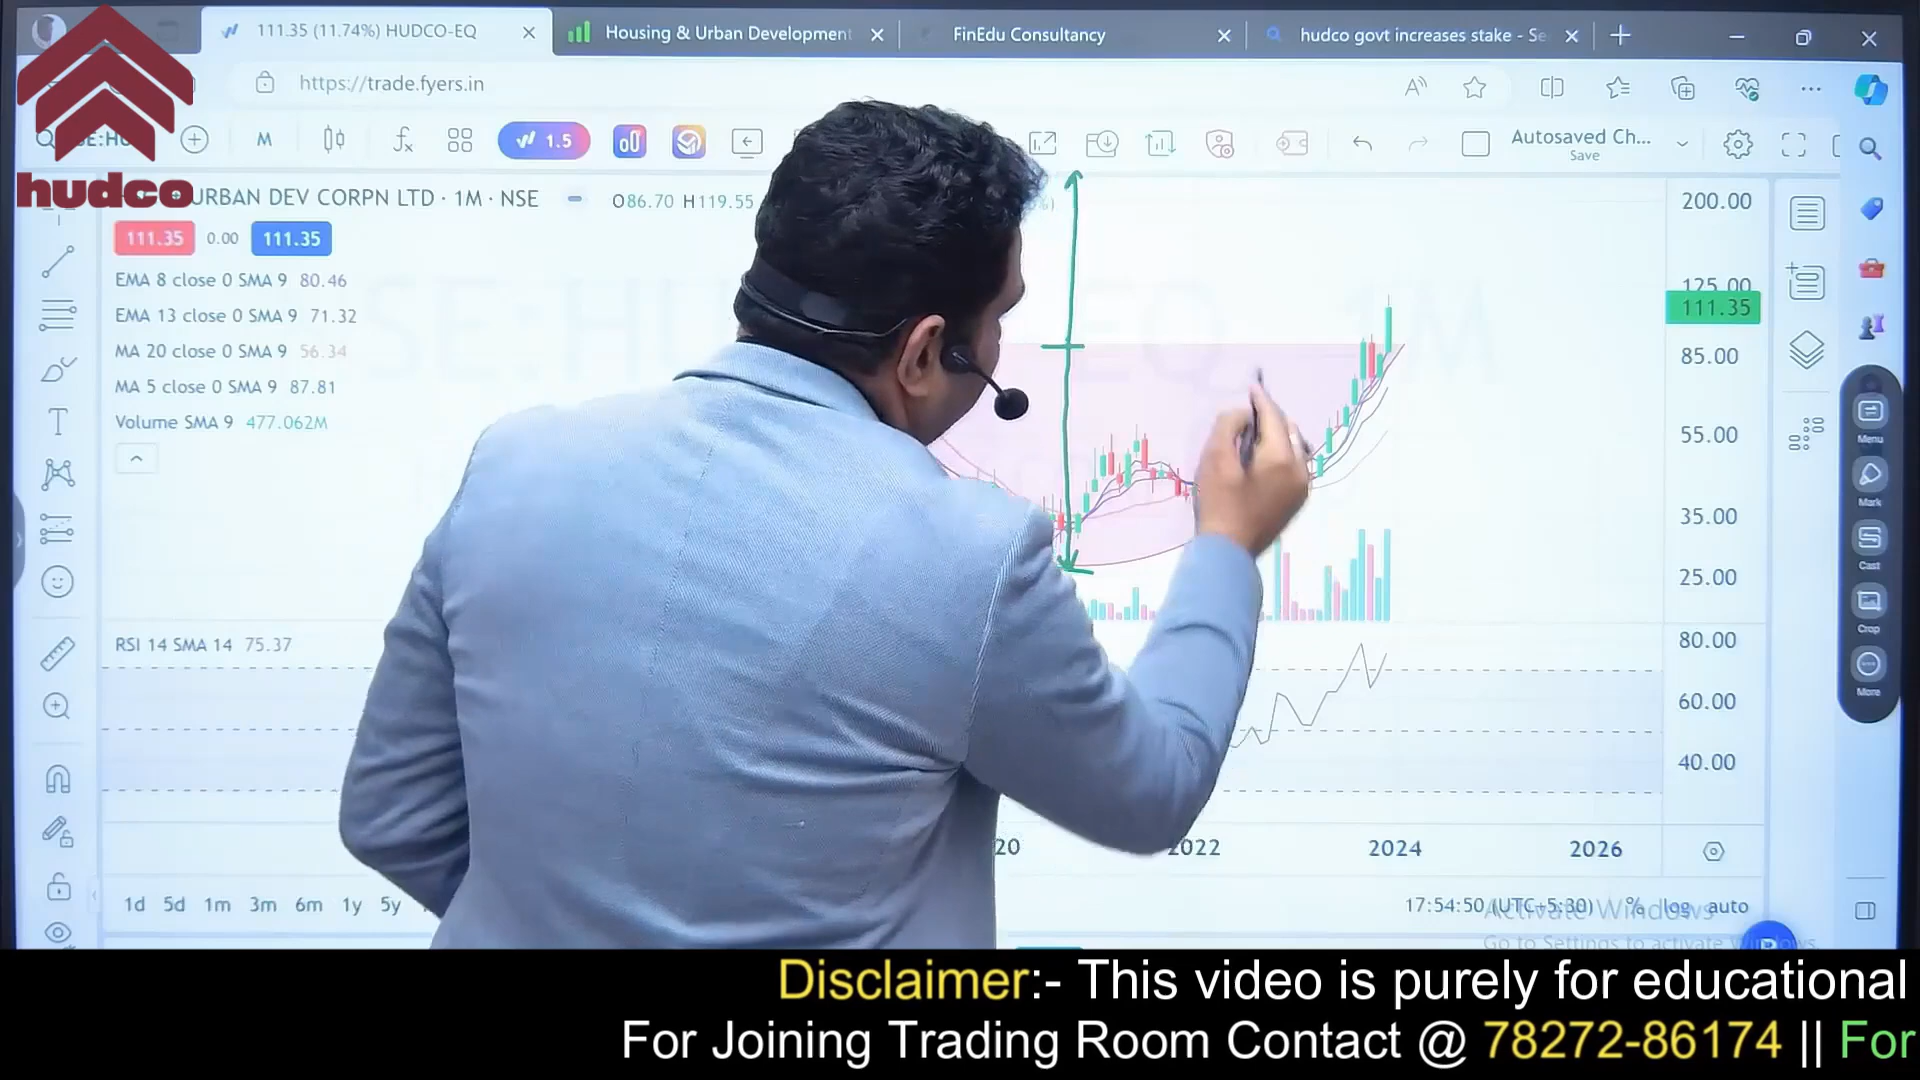 111.35 (11.74%) HUDCO-EQ
Housing & Urban Development
FinEdu Consultancy
hudco govt increases stake - Se
https://trade.fyers.in
hudco
M
1.5
Autosaved Ch...
Save
URBAN DEV CORPN LTD · 1M · NSE
O86.70 H119.55
111.35 0.00 111.35
EMA 8 close 0 SMA 9 80.46
EMA 13 close 0 SMA 9 71.32
MA 20 close 0 SMA 9 56.34
MA 5 close 0 SMA 9 87.81
Volume SMA 9 477.062M
RSI 14 SMA 14 75.37
200.00
125.00
111.35
85.00
55.00
35.00
25.00
80.00
60.00
40.00
Menu
Mark
Cast
Crop
More
20 2022 2024 2026
1d 5d 1m 3m 6m 1y 5y
17:54:50 (UTC+5:30) % log auto
Activate Windows
Go to Settings to activate Windows.
Disclaimer:- This video is purely for educational
For Joining Trading Room Contact @ 78272-86174 || For